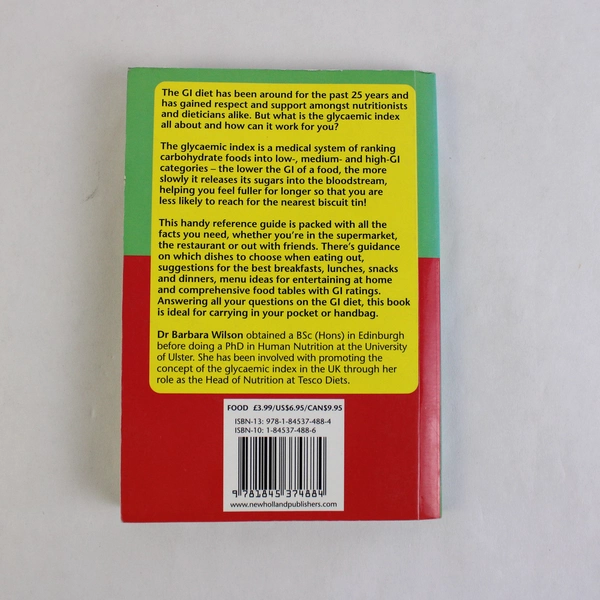 The GI diet has been around for the past 25 years and
has gained respect and support amongst nutritionists
and dieticians alike. But what is the glycaemic index
all about and how can it work for you?
The glycaemic index is a medical system of ranking
carbohydrate foods into low-, medium- and high-GI
categories – the lower the GI of a food, the more
slowly it releases its sugars into the bloodstream,
helping you feel fuller for longer so that you are
less likely to reach for the nearest biscuit tin!
This handy reference guide is packed with all the
facts you need, whether you're in the supermarket,
the restaurant or out with friends. There's guidance
on which dishes to choose when eating out,
suggestions for the best breakfasts, lunches, snacks
and dinners, menu ideas for entertaining at home
and comprehensive food tables with GI ratings.
Answering all your questions on the GI diet, this book
is ideal for carrying in your pocket or handbag.
Dr Barbara Wilson obtained a BSc (Hons) in Edinburgh
before doing a PhD in Human Nutrition at the University
of Ulster. She has been involved with promoting the
concept of the glycaemic index in the UK through her
role as the Head of Nutrition at Tesco Diets.
FOOD £3.99/US$6.95/CAN$9.95
ISBN-13: 978-1-84537-488-4
ISBN-10: 1-84537-488-6
9 781845 374884
www.newhollandpublishers.com